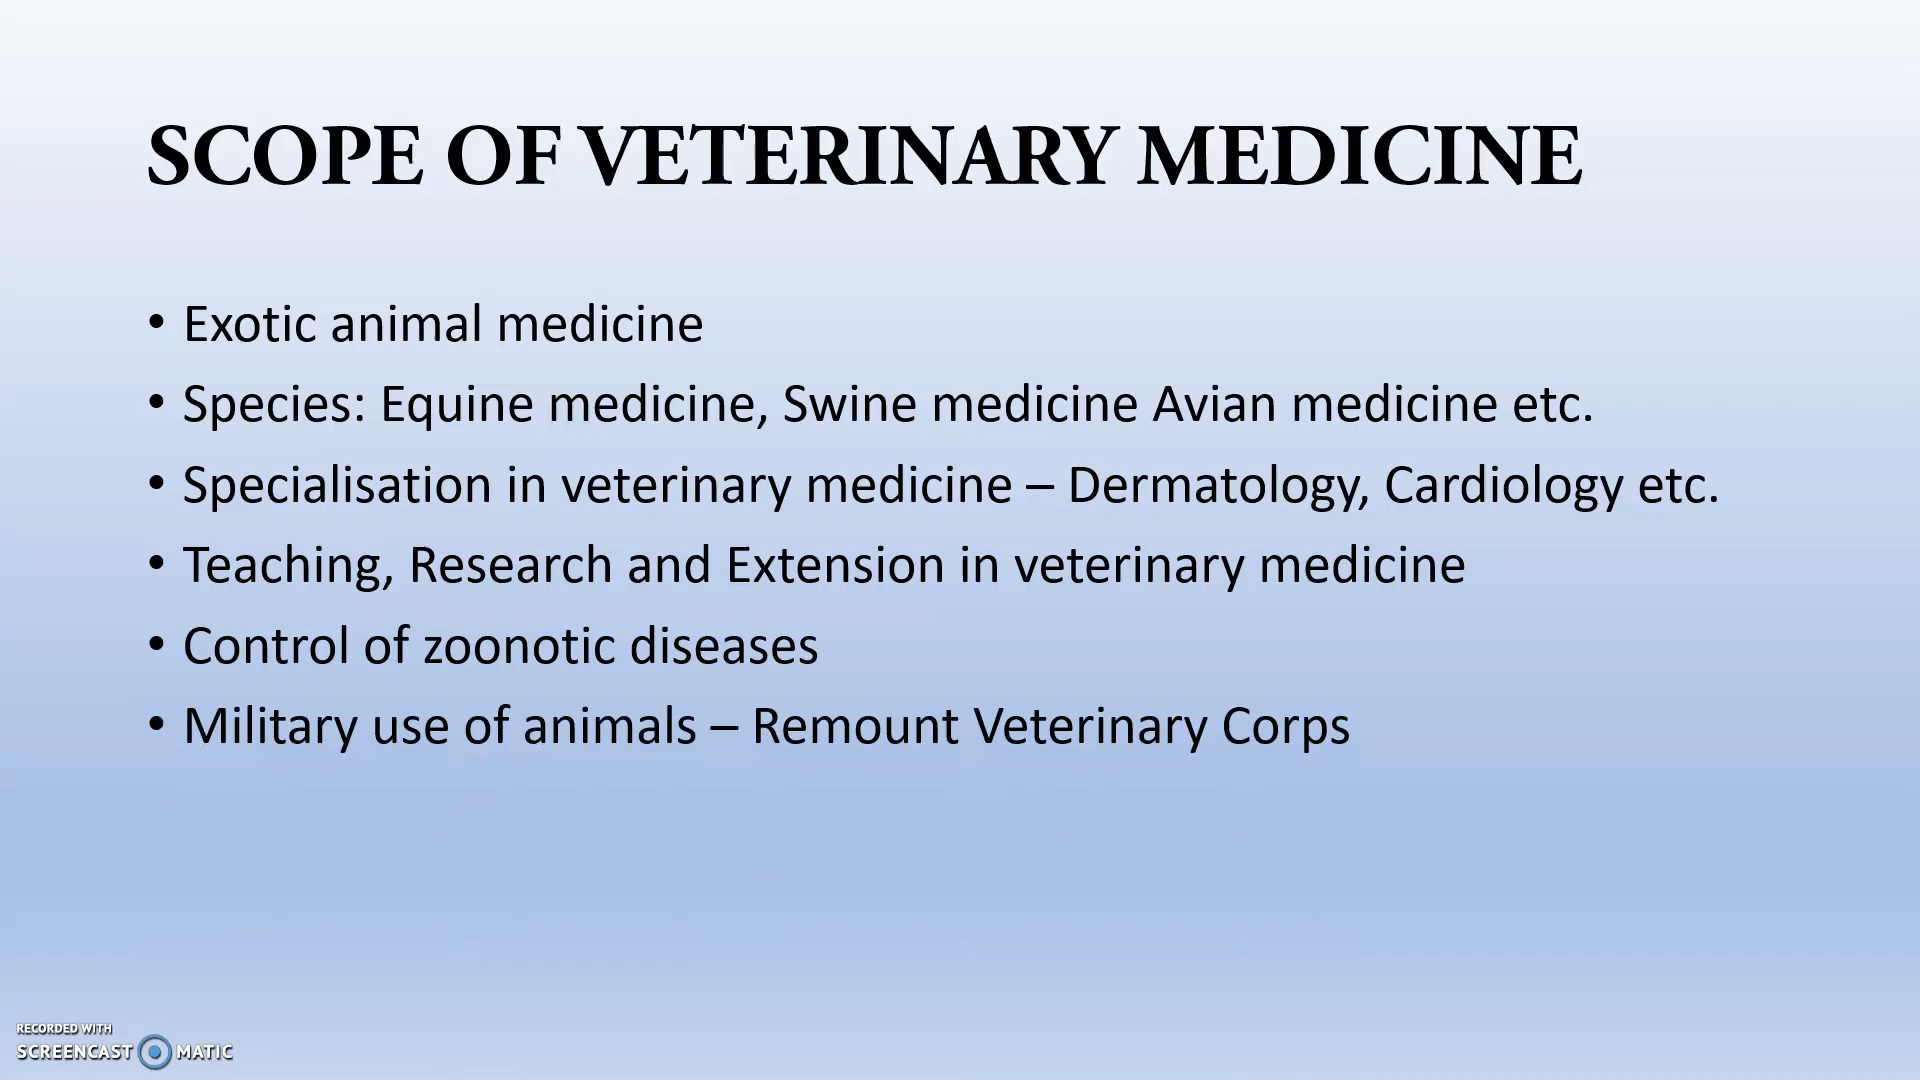 SCOPE OF VETERINARY MEDICINE
• Exotic animal medicine
• Species: Equine medicine, Swine medicine Avian medicine etc.
• Specialisation in veterinary medicine – Dermatology, Cardiology etc.
• Teaching, Research and Extension in veterinary medicine
• Control of zoonotic diseases
• Military use of animals – Remount Veterinary Corps
RECORDED WITH
SCREENCAST MATIC